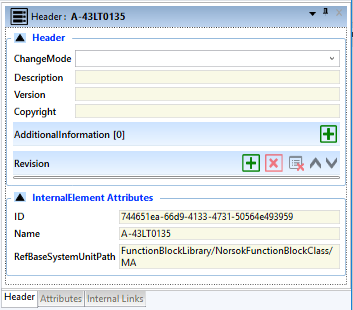 Header: A-43LT0135
Header
ChangeMode
Description
Version
Copyright
AdditionalInformation [0]
Revision
InternalElement Attributes
ID 744651ea-66d9-4133-4731-50564e493959
Name A-43LT0135
RefBaseSystemUnitPath FunctionBlockLibrary/NorsokFunctionBlockClass/
MA
Header Attributes Internal Links